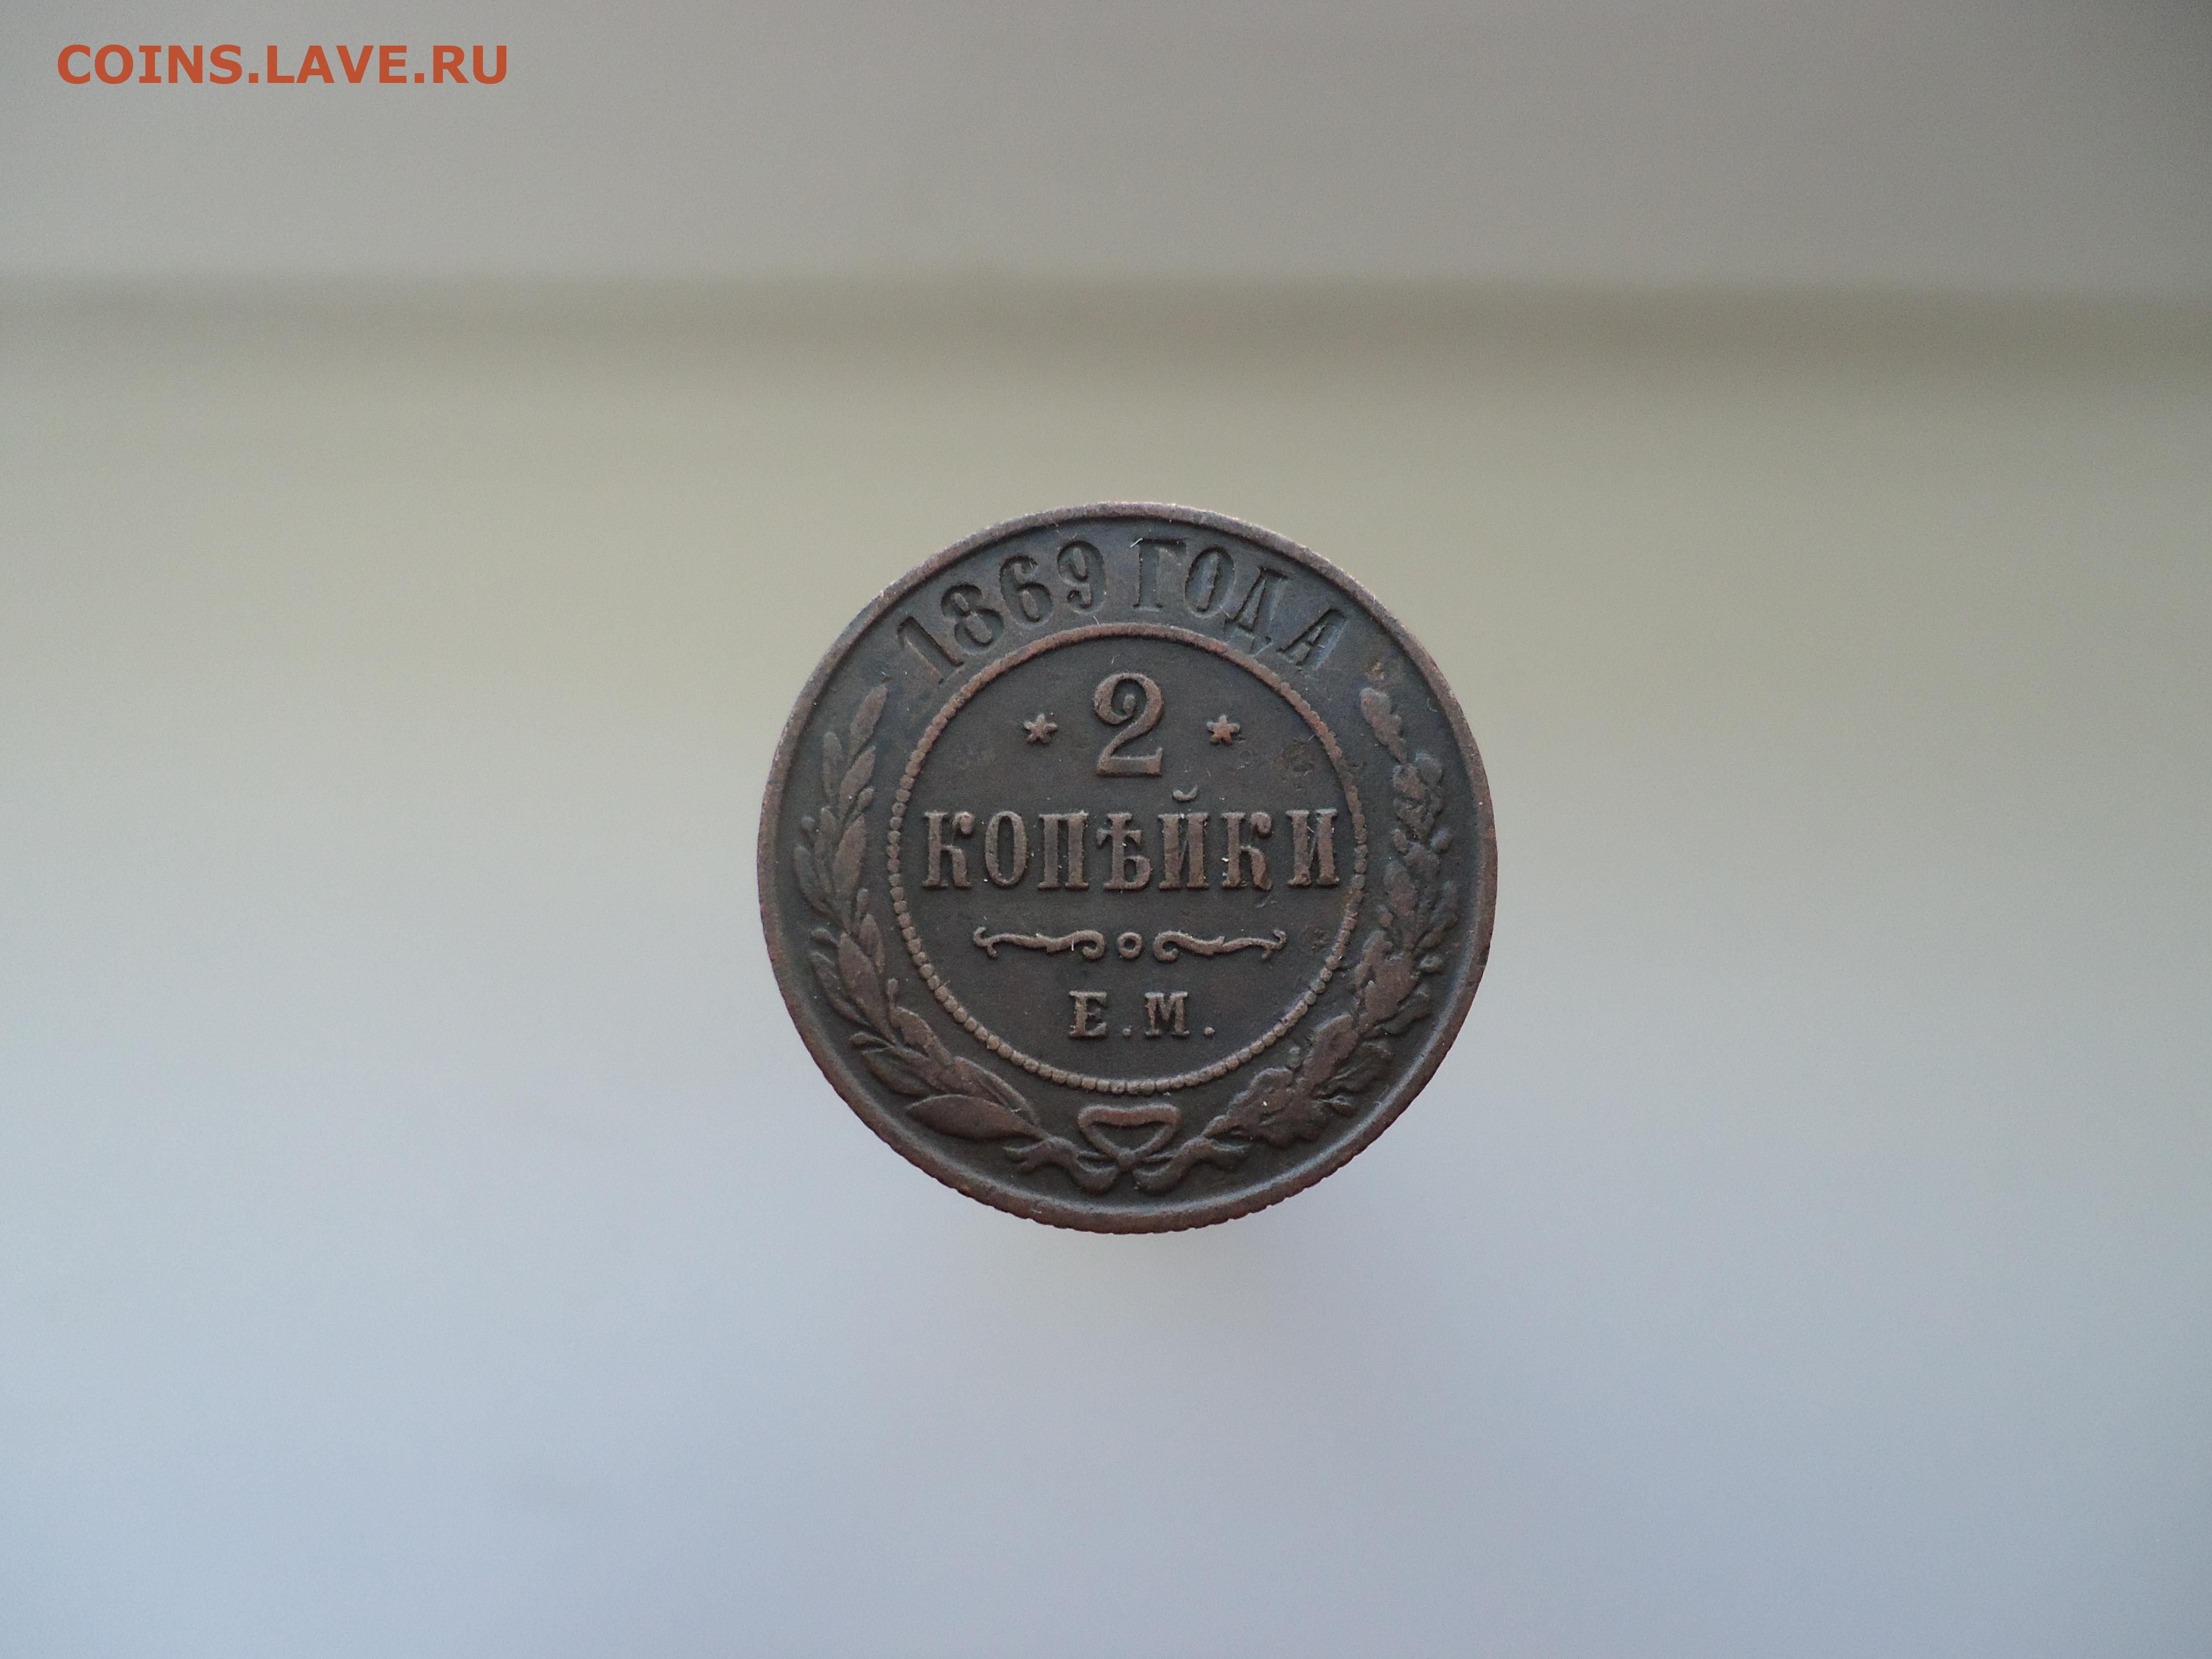 COINS.LAVE.RU
1869 ГОДА
2
КОПѢЙКИ
Е.М.